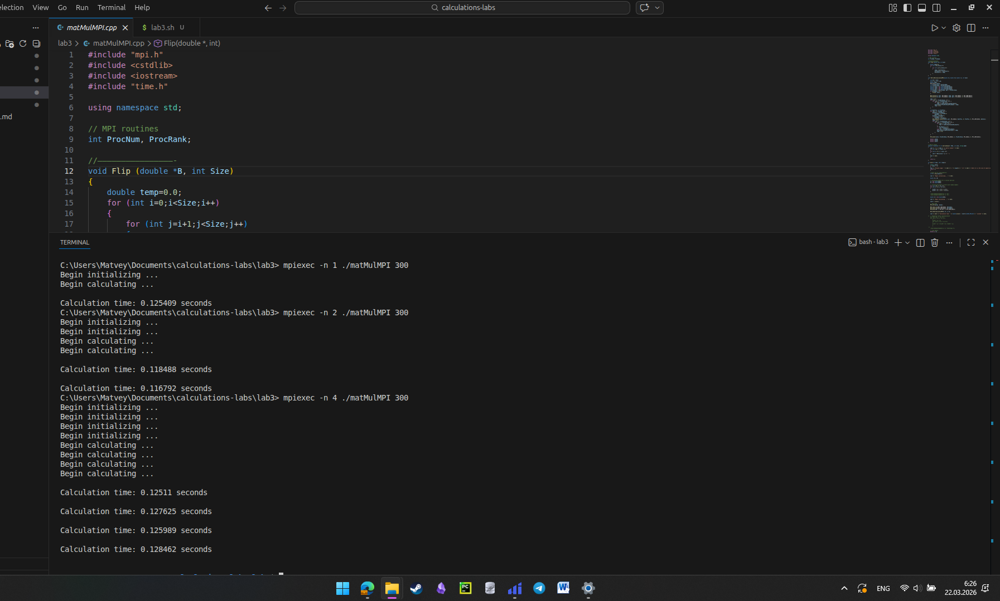 election View Go Run Terminal Help
calculations-labs
matMulMPI.cpp
$ lab3.sh U
lab3 > matMulMPI.cpp > Flip(double *, int)
1 #include "mpi.h"
2 #include <cstdlib>
3 #include <iostream>
4 #include "time.h"
5
6 using namespace std;
7
8 // MPI routines
9 int ProcNum, ProcRank;
10
11 //————————————————-
12 void Flip (double *B, int Size)
13 {
14 double temp=0.0;
15 for (int i=0;i<Size;i++)
16 {
17 for (int j=i+1;j<Size;j++)
.md
TERMINAL
bash - lab3
C:\Users\Matvey\Documents\calculations-labs\lab3> mpiexec -n 1 ./matMulMPI 300
Begin initializing ...
Begin calculating ...
Calculation time: 0.125409 seconds
C:\Users\Matvey\Documents\calculations-labs\lab3> mpiexec -n 2 ./matMulMPI 300
Begin initializing ...
Begin initializing ...
Begin calculating ...
Begin calculating ...
Calculation time: 0.118488 seconds
Calculation time: 0.116792 seconds
C:\Users\Matvey\Documents\calculations-labs\lab3> mpiexec -n 4 ./matMulMPI 300
Begin initializing ...
Begin initializing ...
Begin initializing ...
Begin initializing ...
Begin calculating ...
Begin calculating ...
Begin calculating ...
Begin calculating ...
Calculation time: 0.12511 seconds
Calculation time: 0.127625 seconds
Calculation time: 0.125989 seconds
Calculation time: 0.128462 seconds
PC
W
ENG
6:26
22.03.2026